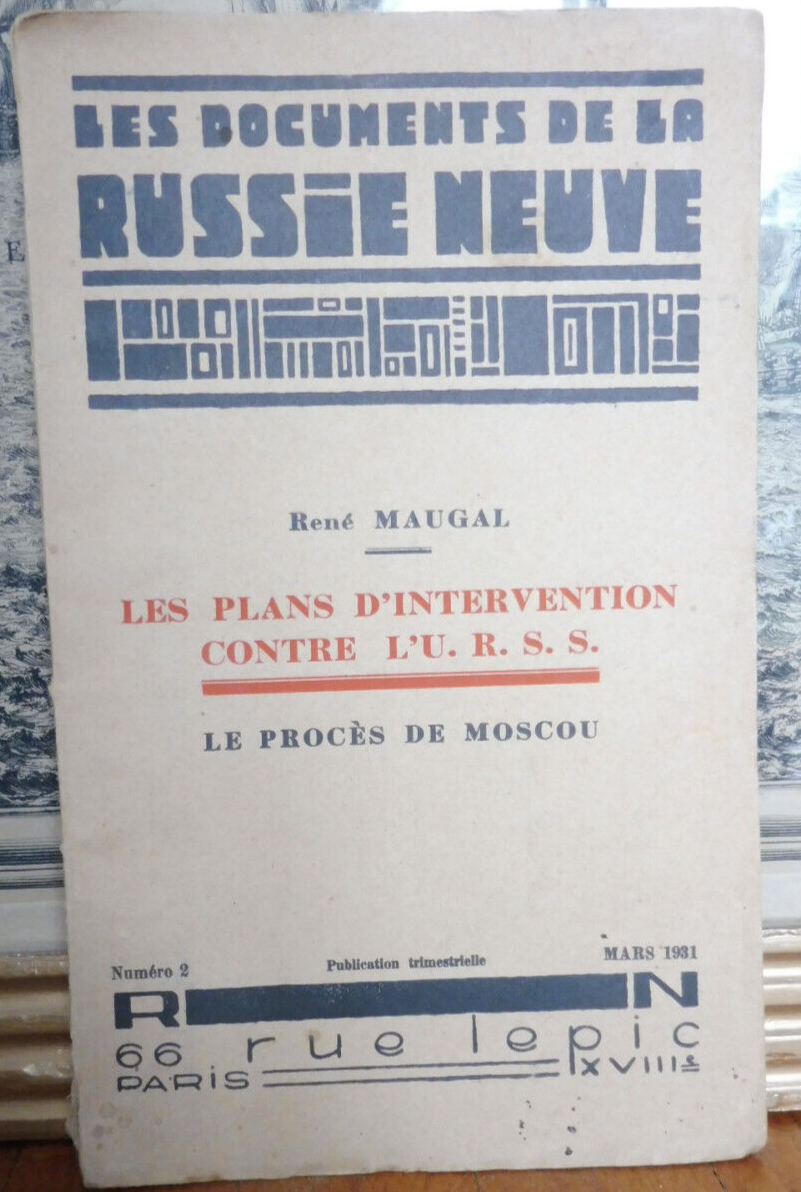 LES DOCUMENTS DE LA
RUSSIE NEUVE
René MAUGAL
LES PLANS D'INTERVENTION
CONTRE L'U. R. S. S.
LE PROCÈS DE MOSCOU
Numéro 2 Publication trimestrielle MARS 1931
R N
66 rue lepic
PARIS XVIIIe